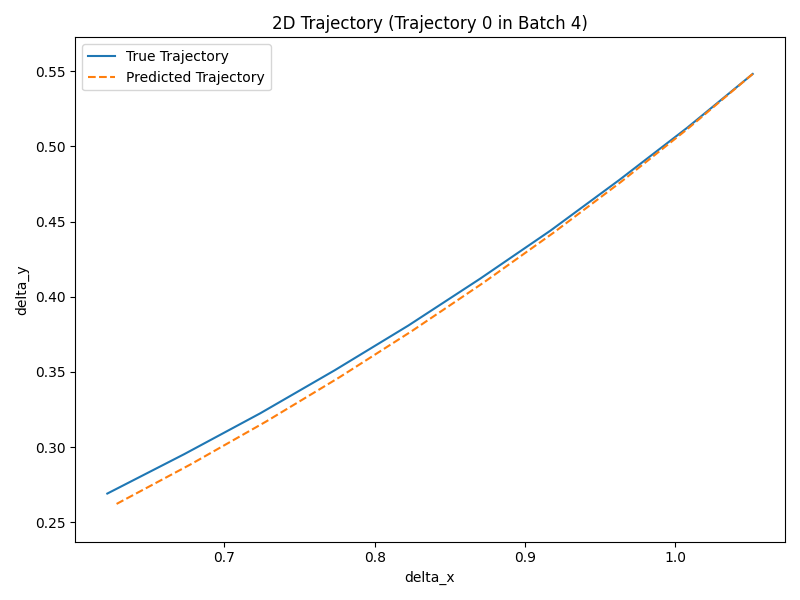 2D Trajectory (Trajectory 0 in Batch 4)
True Trajectory
Predicted Trajectory
0.55
0.50
0.45
0.40
0.35
0.30
0.25
delta_y
0.7 0.8 0.9 1.0
delta_x